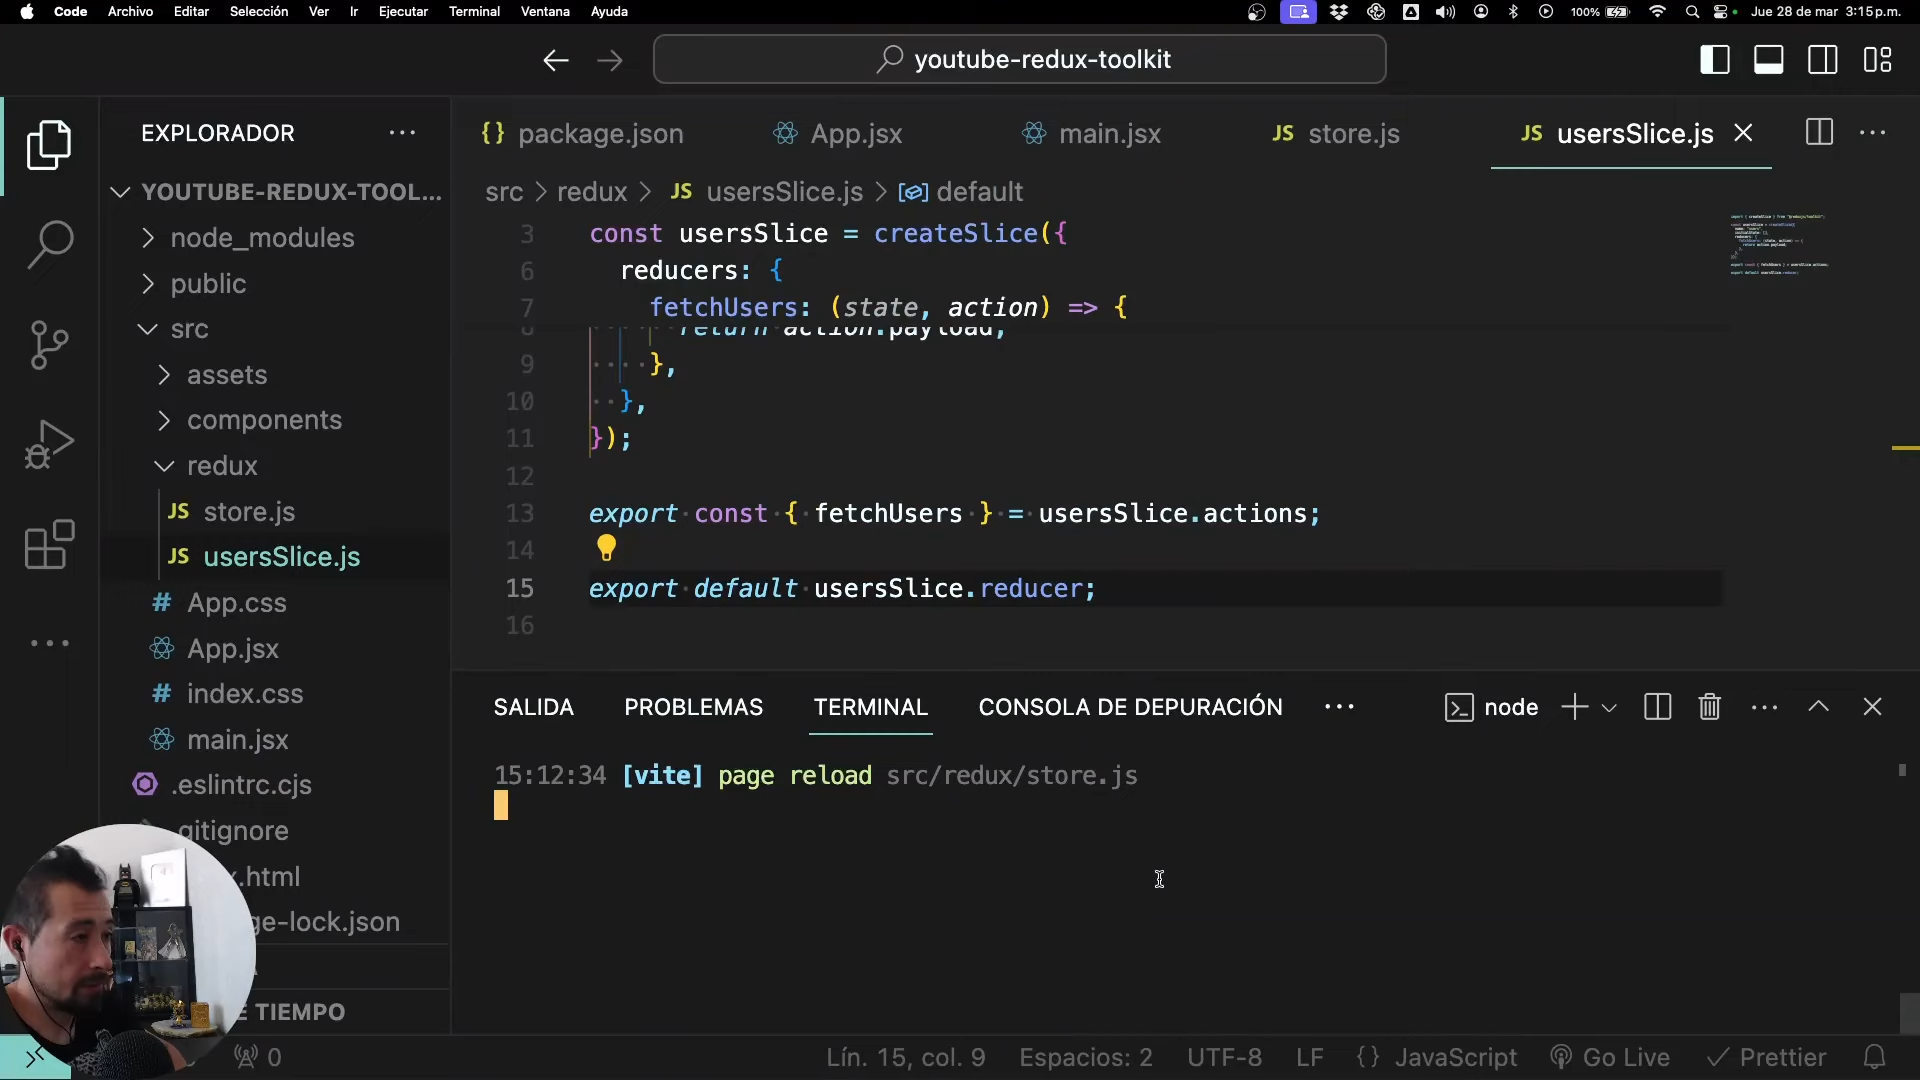 Code Archivo Editar Selección Ver Ir Ejecutar Terminal Ventana Ayuda 100% Jue 28 de mar 3:15 p.m.
youtube-redux-toolkit
EXPLORADOR
YOUTUBE-REDUX-TOOL...
node_modules
public
src
assets
components
redux
JS store.js
JS usersSlice.js
# App.css
App.jsx
# index.css
main.jsx
.eslintrc.cjs
.gitignore
.html
ge-lock.json
E TIEMPO
{} package.json App.jsx main.jsx JS store.js JS usersSlice.js
src > redux > JS usersSlice.js > default
3 const usersSlice = createSlice({
6 reducers: {
7 fetchUsers: (state, action) => {
8 return action.payload;
9 },
10 },
11 });
12
13 export const { fetchUsers } = usersSlice.actions;
14
15 export default usersSlice.reducer;
16
SALIDA PROBLEMAS TERMINAL CONSOLA DE DEPURACIÓN ... node
15:12:34 [vite] page reload src/redux/store.js
0 Lín. 15, col. 9 Espacios: 2 UTF-8 LF {} JavaScript Go Live Prettier